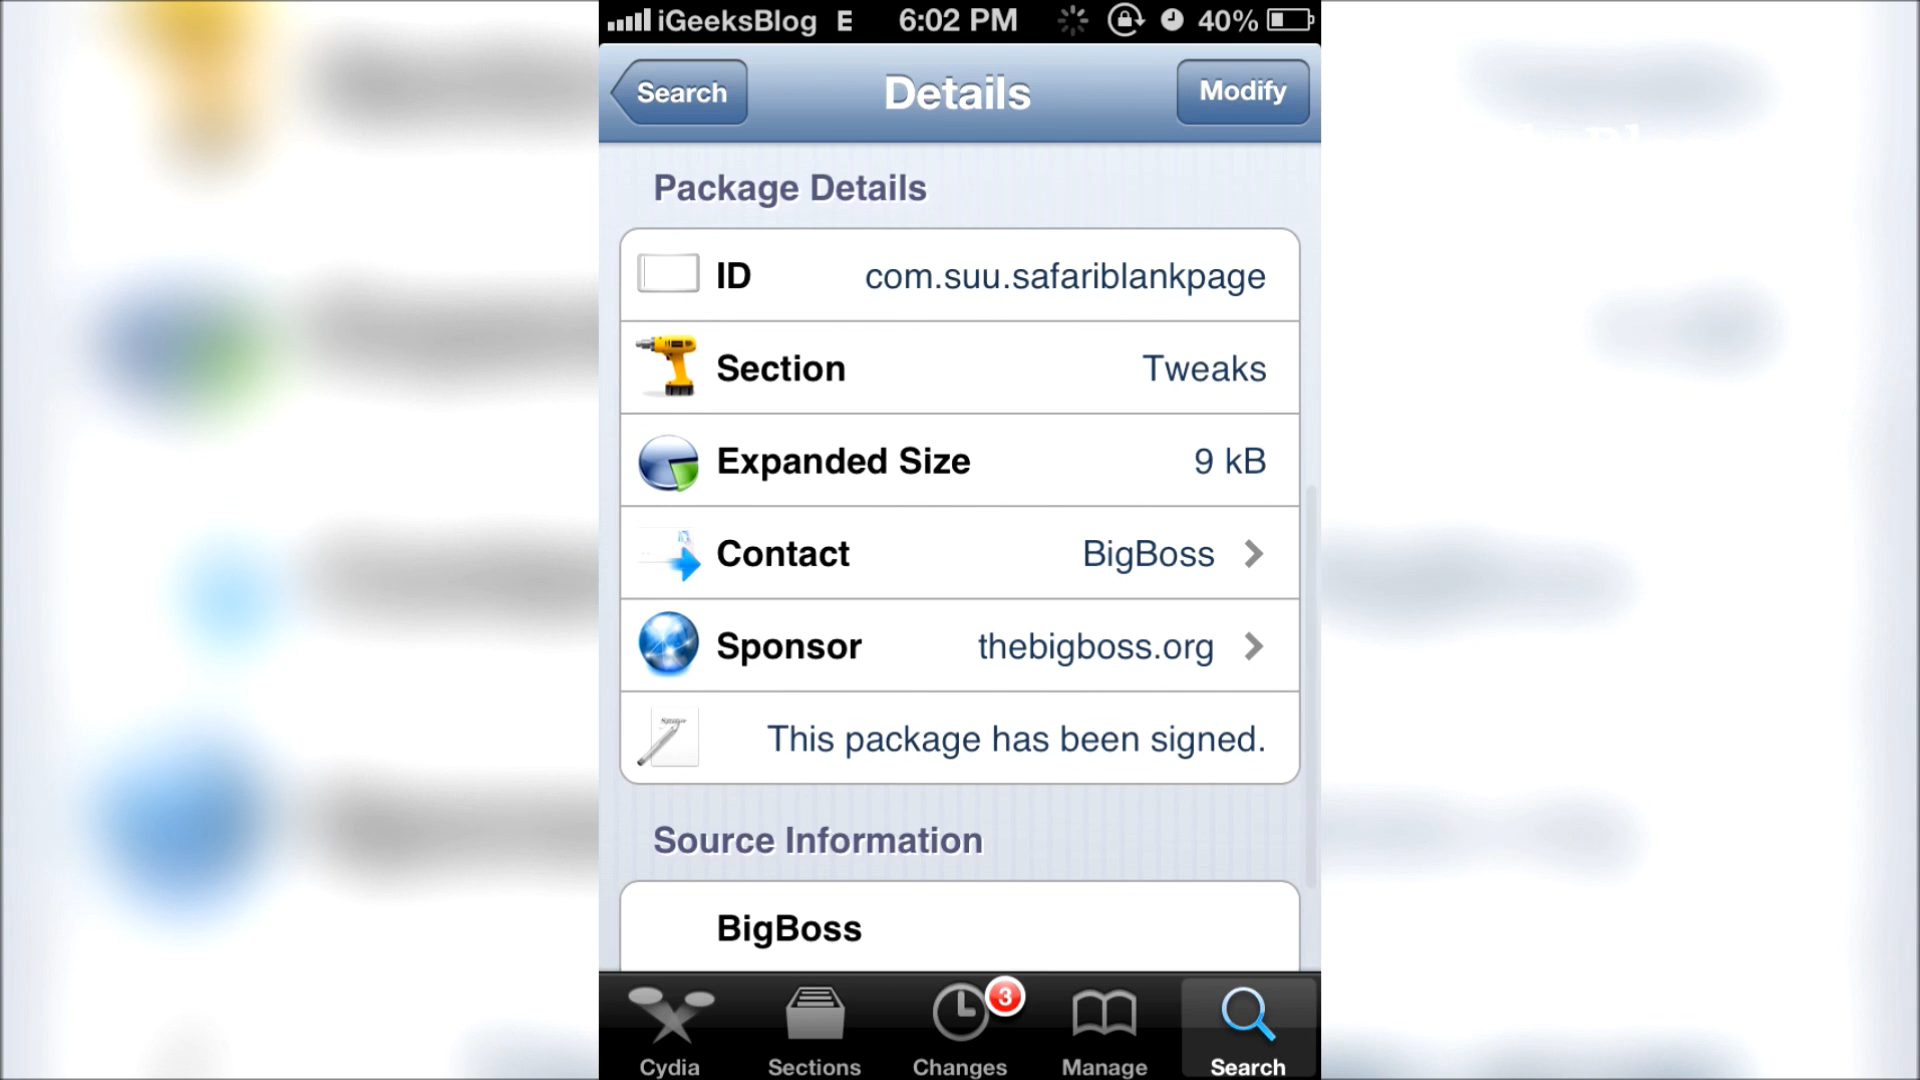 iGeeksBlog E 6:02 PM 40%
Search Details Modify
Package Details
ID com.suu.safariblankpage
Section Tweaks
Expanded Size 9 kB
Contact BigBoss
Sponsor thebigboss.org
This package has been signed.
Source Information
BigBoss
3
Cydia Sections Changes Manage Search